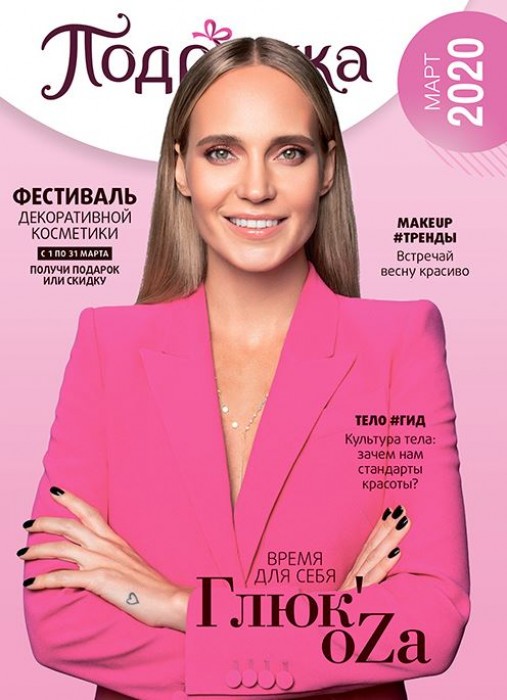 МАРТ
2020
ФЕСТИВАЛЬ
ДЕКОРАТИВНОЙ
КОСМЕТИКИ
С 1 ПО 31 МАРТА
ПОЛУЧИ ПОДАРОК
ИЛИ СКИДКУ
MAKEUP
#ТРЕНДЫ
Встречай
весну красиво
ТЕЛО #ГИД
Культура тела:
зачем нам
стандарты
красоты?
ВРЕМЯ
ДЛЯ СЕБЯ
Глюк'
oZa